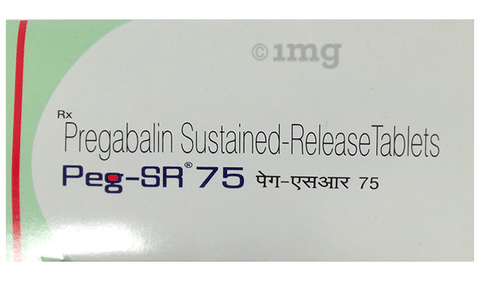 1mg
Rx
Pregabalin Sustained-Release Tablets
Peg-SR® 75 पेग-एसआर 75